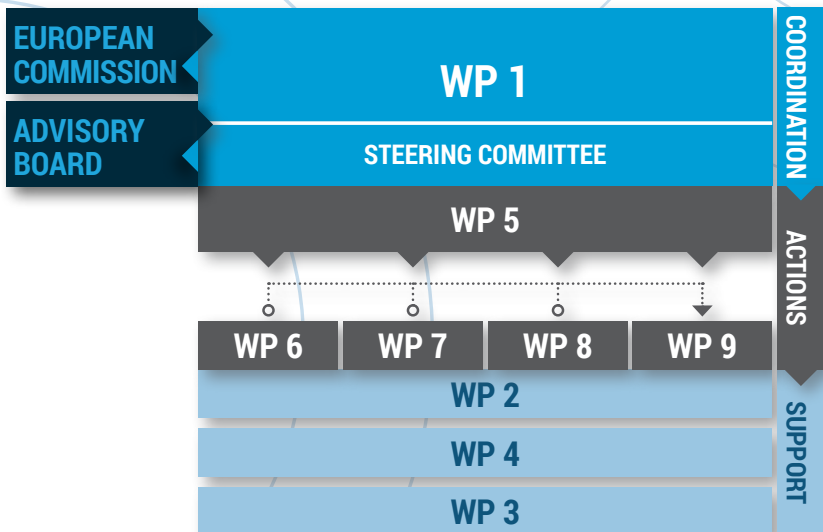 EUROPEAN
COMMISSION
ADVISORY
BOARD
WP 1
STEERING COMMITTEE
WP 5
WP 6
WP 7
WP 8
WP 9
WP 2
WP 4
WP 3
COORDINATION
ACTIONS
SUPPORT